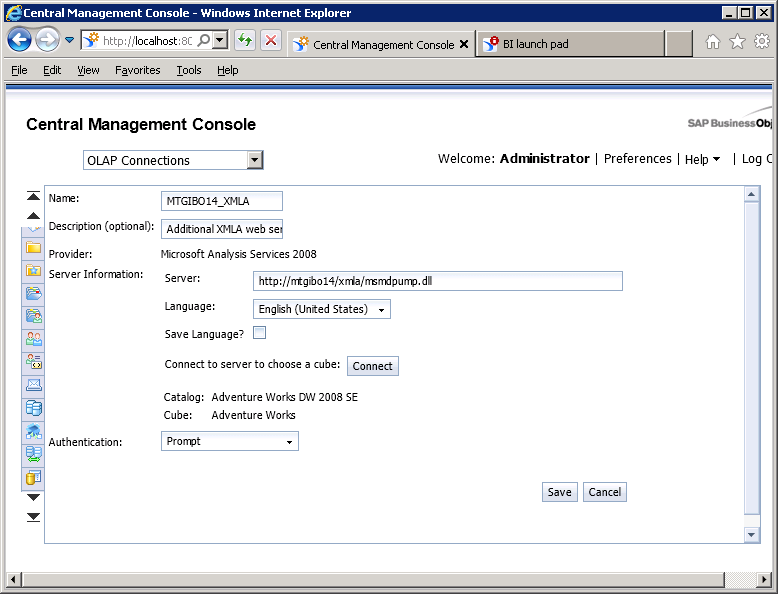 Central Management Console - Windows Internet Explorer
http://localhost:80
Central Management Console
BI launch pad
File Edit View Favorites Tools Help
Central Management Console
SAP BusinessObj
OLAP Connections
Welcome: Administrator | Preferences | Help | Log O
Name: MTGIBO14_XMLA
Description (optional): Additional XMLA web ser
Provider: Microsoft Analysis Services 2008
Server Information: Server: http://mtgibo14/xmla/msmdpump.dll
Language: English (United States)
Save Language?
Connect to server to choose a cube: Connect
Catalog: Adventure Works DW 2008 SE
Cube: Adventure Works
Authentication: Prompt
Save Cancel